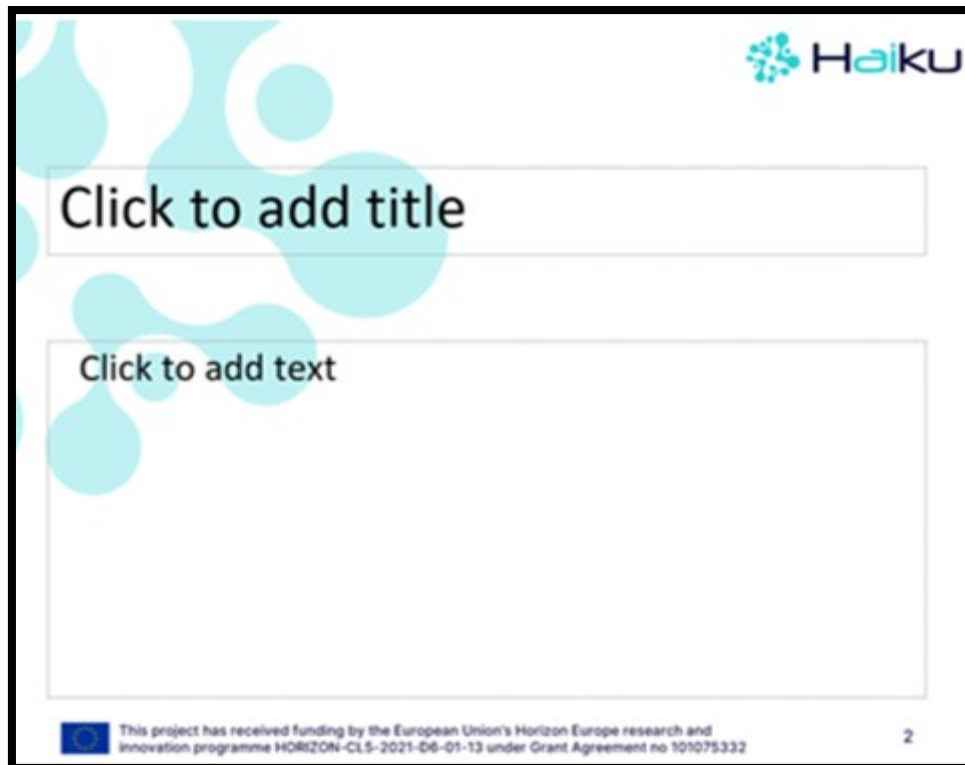 Haiku
Click to add title
Click to add text
This project has received funding by the European Union's Horizon Europe research and
innovation programme HORIZON-CL5-2021-D6-01-13 under Grant Agreement no 101075332
2